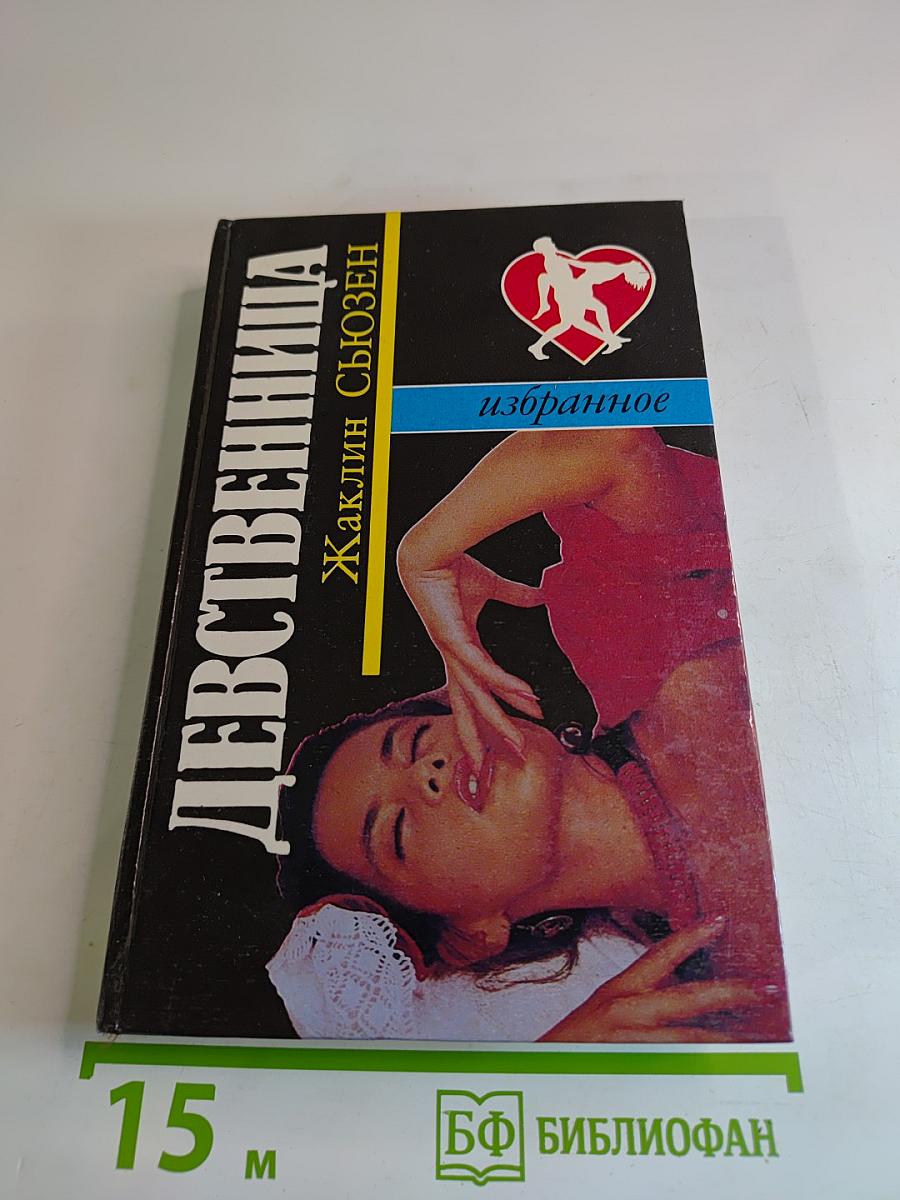 ДЕВСТВЕННИЦА
Жаклин СЬЮЗЕН
избранное
15 м
БФ БИБЛИОФАН